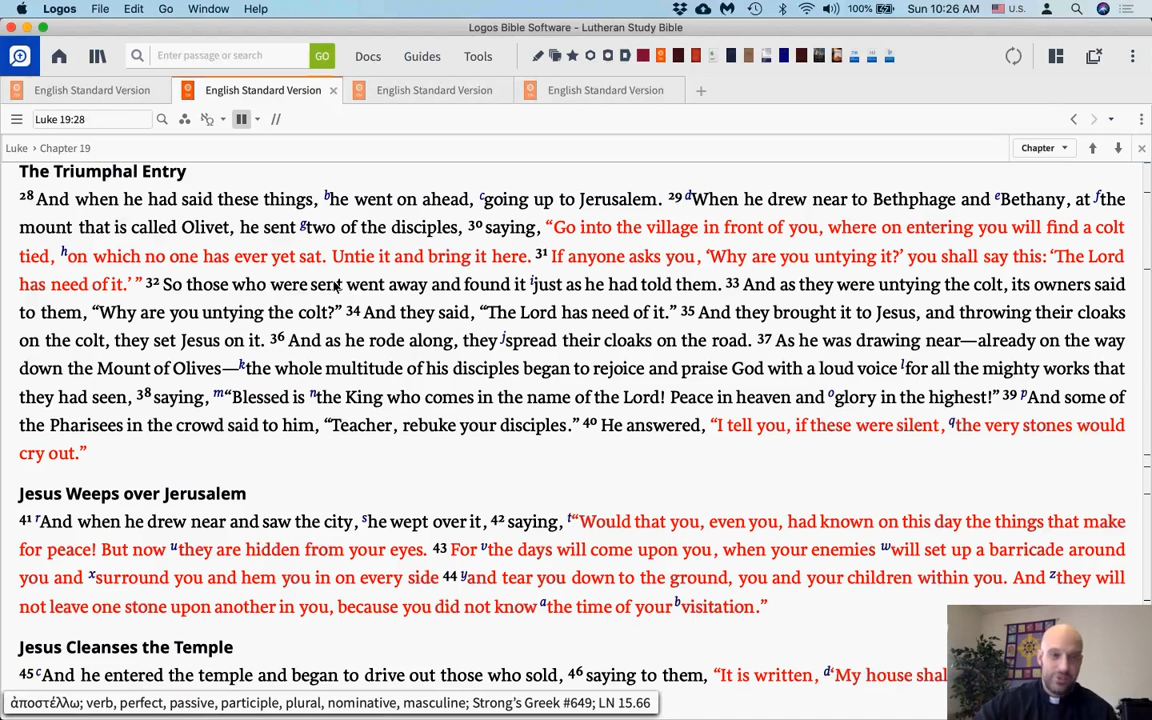 Logos File Edit Go Window Help 100% Sun 10:26 AM U.S.
Logos Bible Software - Lutheran Study Bible
Enter passage or search GO Docs Guides Tools
English Standard Version English Standard Version × English Standard Version English Standard Version +
Luke 19:28
Luke › Chapter 19 Chapter
The Triumphal Entry
28 And when he had said these things, b he went on ahead, c going up to Jerusalem. 29 d When he drew near to Bethphage and e Bethany, at f the
mount that is called Olivet, he sent g two of the disciples, 30 saying, “Go into the village in front of you, where on entering you will find a colt
tied, h on which no one has ever yet sat. Untie it and bring it here. 31 If anyone asks you, ‘Why are you untying it?’ you shall say this: ‘The Lord
has need of it.’ ” 32 So those who were sent went away and found it i just as he had told them. 33 And as they were untying the colt, its owners said
to them, “Why are you untying the colt?” 34 And they said, “The Lord has need of it.” 35 And they brought it to Jesus, and throwing their cloaks
on the colt, they set Jesus on it. 36 And as he rode along, they j spread their cloaks on the road. 37 As he was drawing near—already on the way
down the Mount of Olives—k the whole multitude of his disciples began to rejoice and praise God with a loud voice l for all the mighty works that
they had seen, 38 saying, m “Blessed is n the King who comes in the name of the Lord! Peace in heaven and o glory in the highest!” 39 p And some of
the Pharisees in the crowd said to him, “Teacher, rebuke your disciples.” 40 He answered, “I tell you, if these were silent, q the very stones would
cry out.”
Jesus Weeps over Jerusalem
41 r And when he drew near and saw the city, s he wept over it, 42 saying, t “Would that you, even you, had known on this day the things that make
for peace! But now u they are hidden from your eyes. 43 For v the days will come upon you, when your enemies w will set up a barricade around
you and x surround you and hem you in on every side 44 y and tear you down to the ground, you and your children within you. And z they will
not leave one stone upon another in you, because you did not know a the time of your b visitation.”
Jesus Cleanses the Temple
45 c And he entered the temple and began to drive out those who sold, 46 saying to them, “It is written, d ‘My house shal
ἀποστέλλω; verb, perfect, passive, participle, plural, nominative, masculine; Strong’s Greek #649; LN 15.66